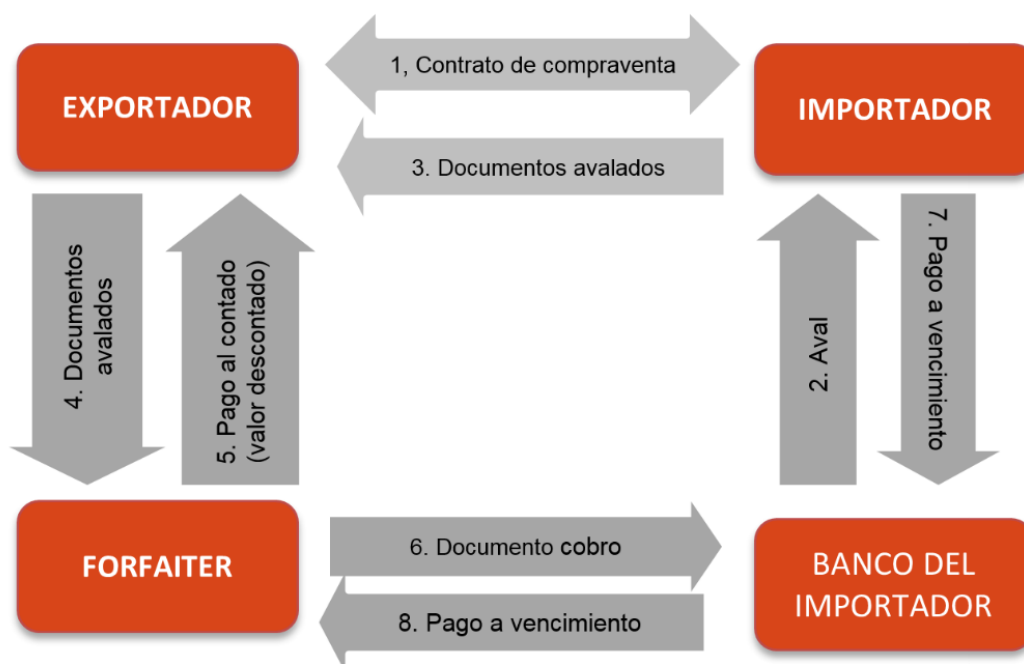 1, Contrato de compraventa
EXPORTADOR
IMPORTADOR
3. Documentos avalados
4. Documentos
avalados
5. Pago al contado
(valor descontado)
2. Aval
7. Pago a
vencimiento
FORFAITER
6. Documento cobro
8. Pago a vencimiento
BANCO DEL
IMPORTADOR